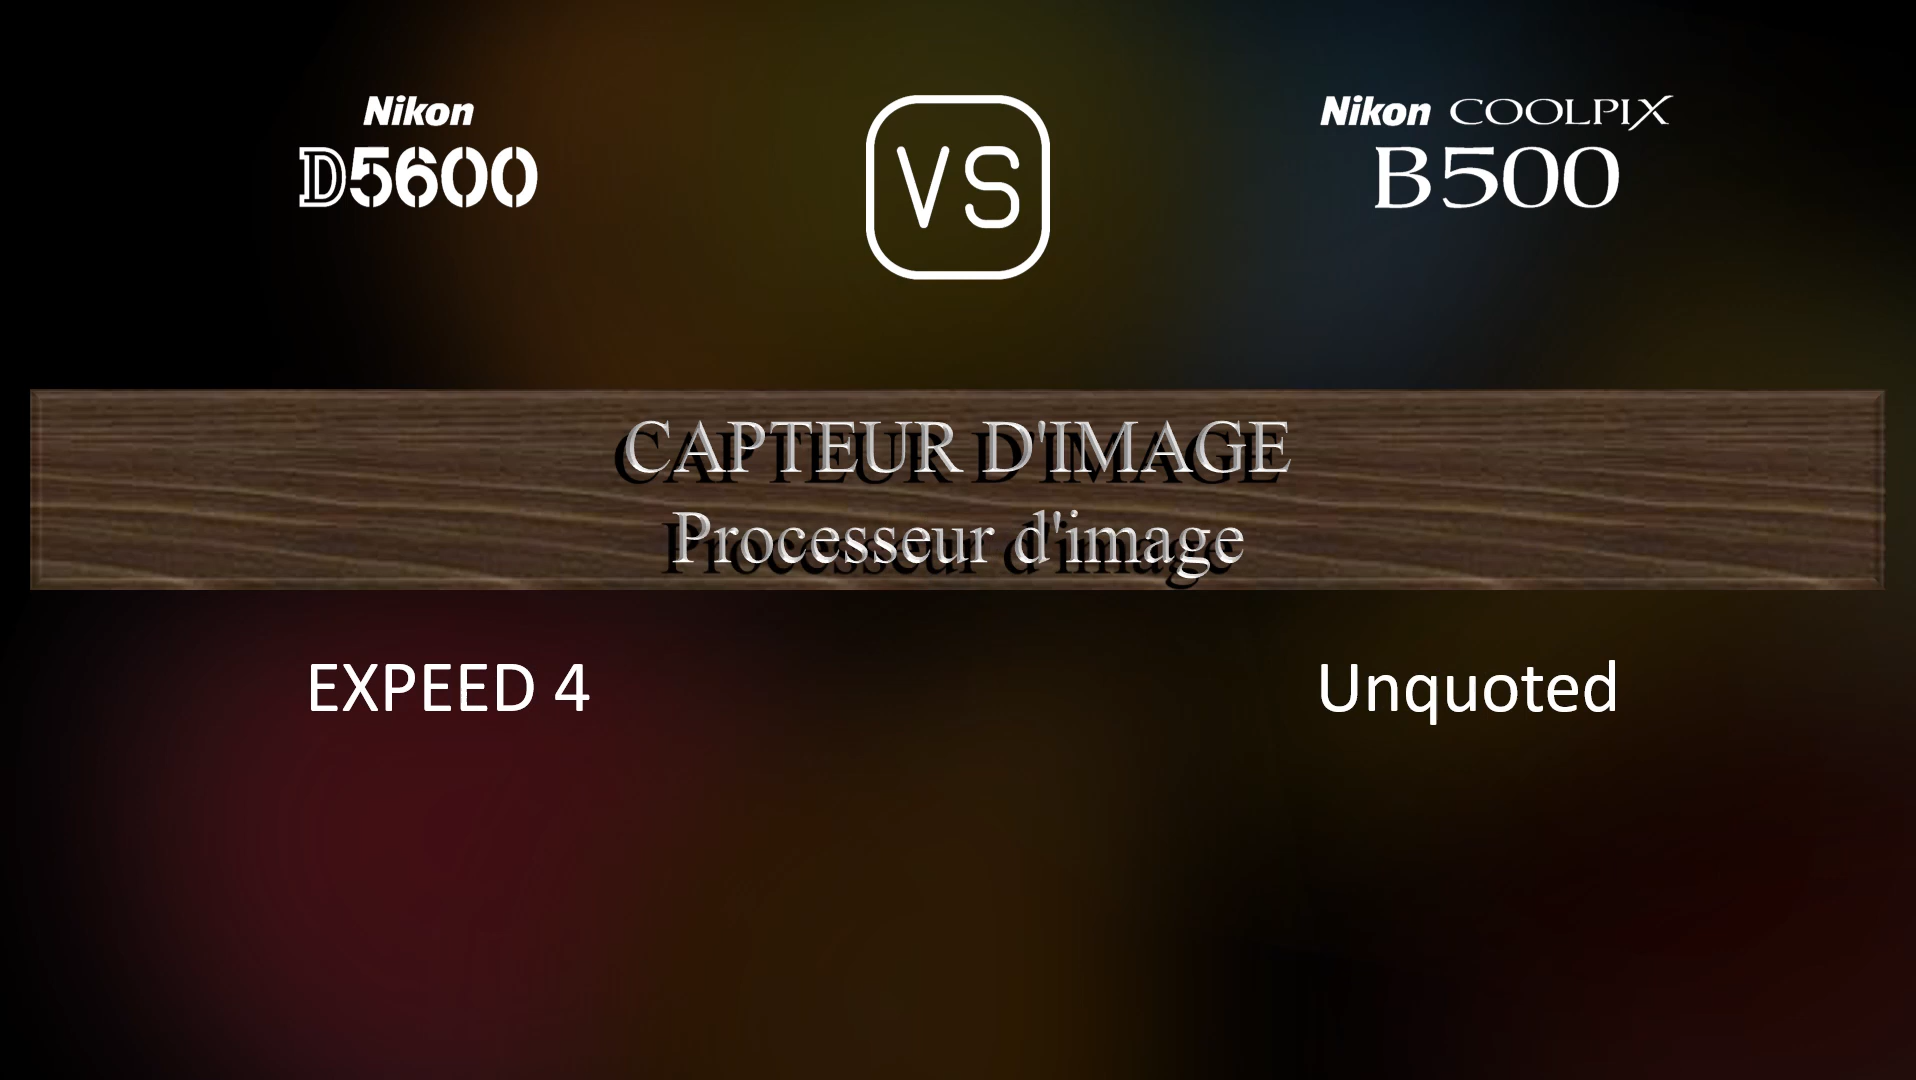 Nikon
D5600
VS
Nikon COOLPIX
B500
CAPTEUR D'IMAGE
Processeur d'image
EXPEED 4
Unquoted